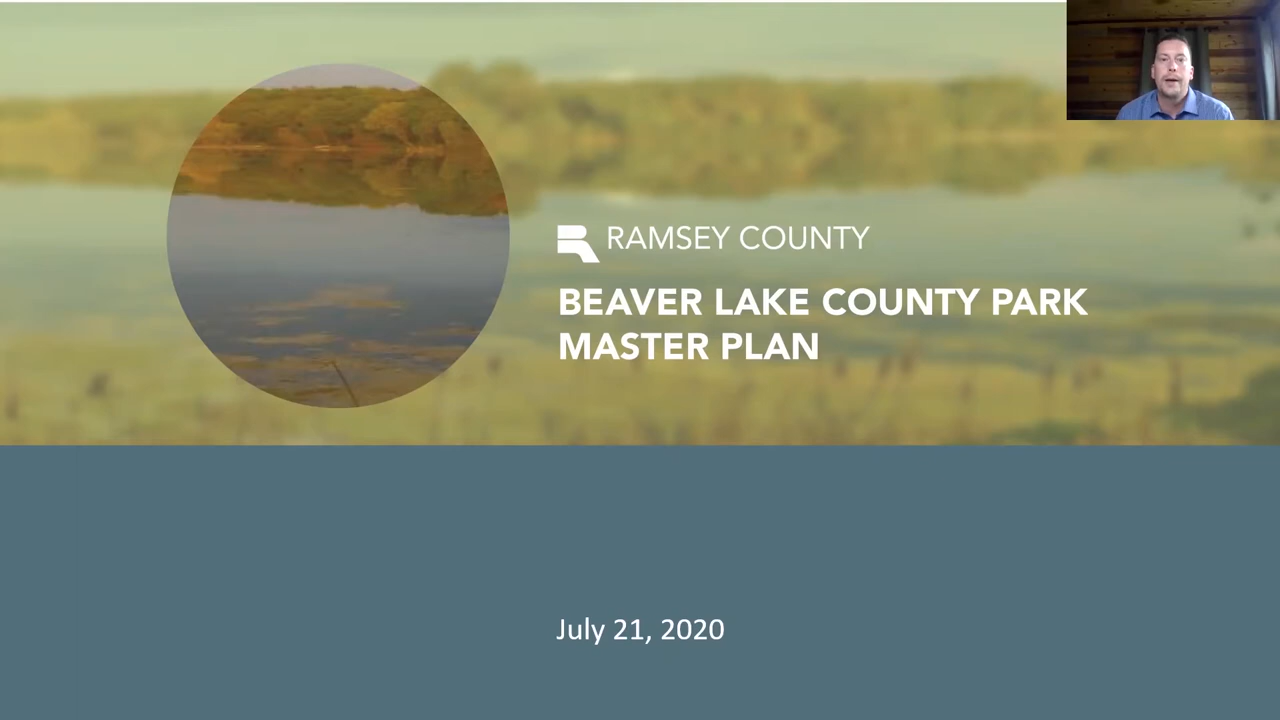 RAMSEY COUNTY
BEAVER LAKE COUNTY PARK
MASTER PLAN
July 21, 2020